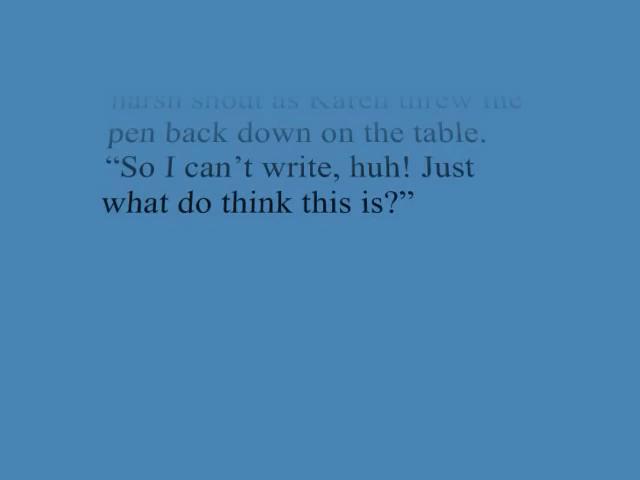 harsh shout as Karen threw the
pen back down on the table.
“So I can’t write, huh! Just
what do think this is?”